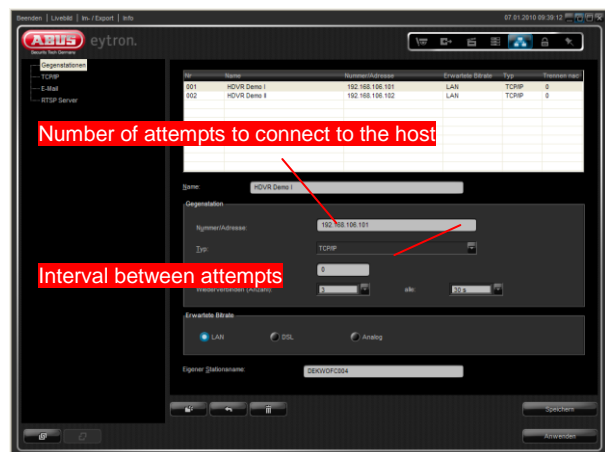 Beenden | Livebild | Im- / Export | Info
07.01.2010 09:39:12
ABUS
Security Tech Germany
eytron.
Gegenstationen
TCP/IP
E-Mail
RTSP Server
Nr Name Nummer/Adresse Erwartete Bitrate Typ Trennen nac
001 HDVR Demo I 192.168.106.101 LAN TCP/IP 0
002 HDVR Demo II 192.168.106.102 LAN TCP/IP 0
Number of attempts to connect to the host
Name: HDVR Demo I
Gegenstation
Nummer/Adresse: 192.168.106.101
Typ: TCP/IP
0
Interval between attempts
Wiederverbinden (Anzahl): 3 alle: 30 s
Erwartete Bitrate
LAN DSL Analog
Eigener Stationsname: DEKWOFC004
Speichern
Anwenden